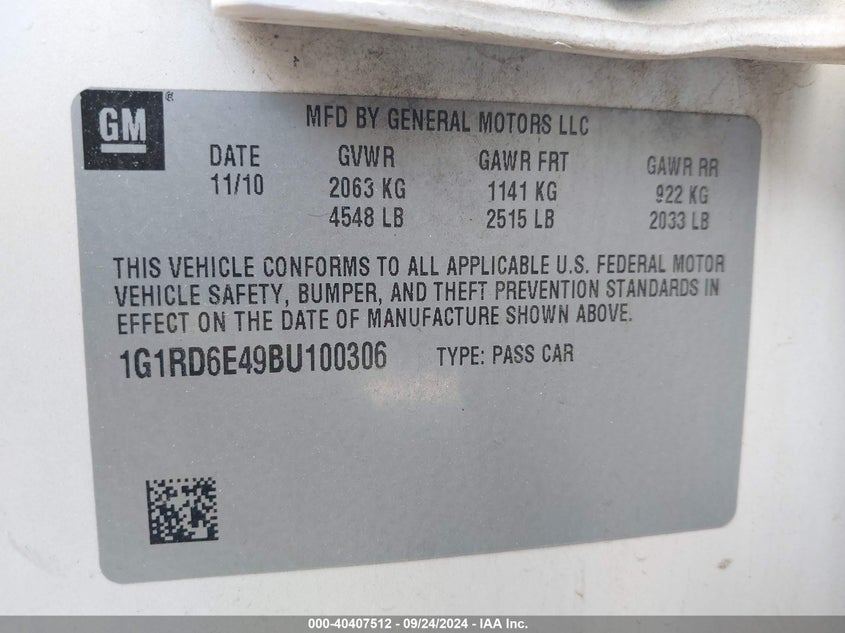 GM®
MFD BY GENERAL MOTORS LLC
DATE GVWR GAWR FRT GAWR RR
11/10 2063 KG 1141 KG 922 KG
4548 LB 2515 LB 2033 LB
THIS VEHICLE CONFORMS TO ALL APPLICABLE U.S. FEDERAL MOTOR
VEHICLE SAFETY, BUMPER, AND THEFT PREVENTION STANDARDS IN
EFFECT ON THE DATE OF MANUFACTURE SHOWN ABOVE.
1G1RD6E49BU100306 TYPE: PASS CAR
000-40407512 - 09/24/2024 - IAA Inc.